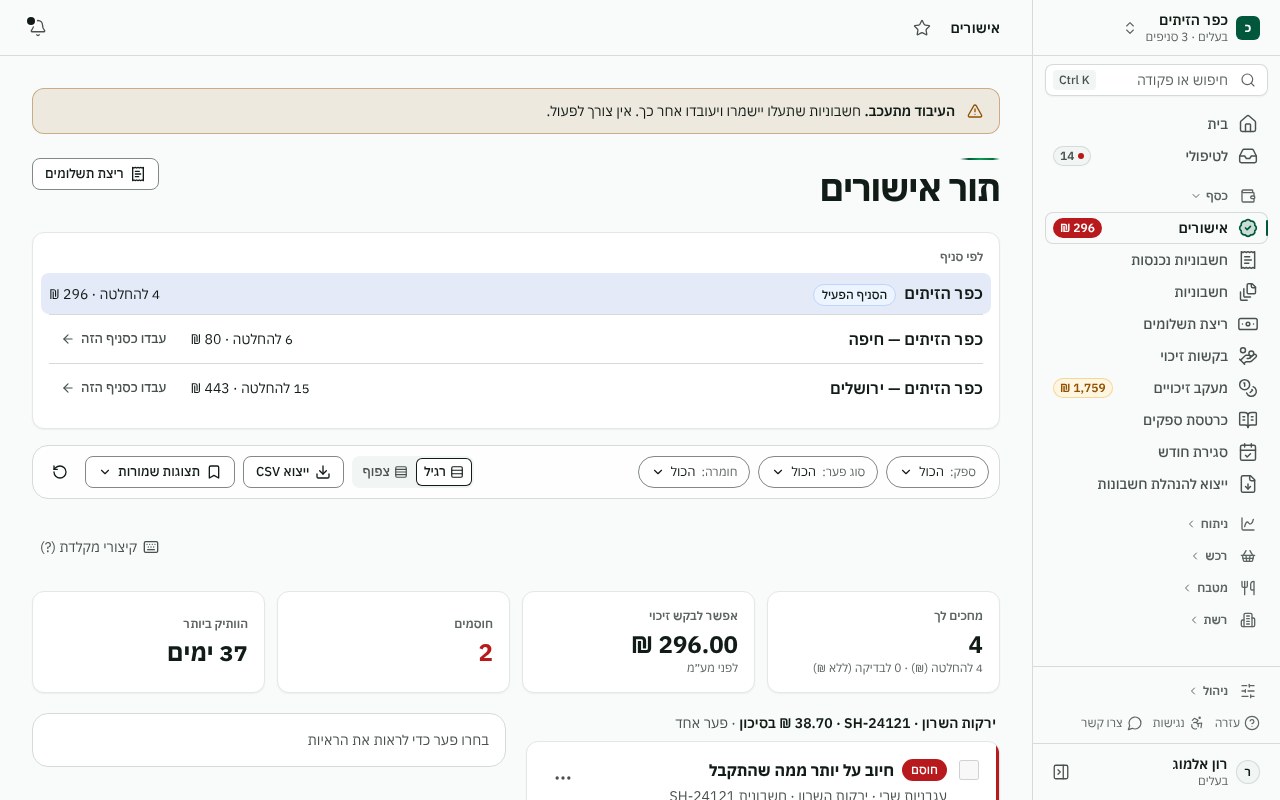 כ
כפר הזיתים
בעלים · 3 סניפים
חיפוש או פקודה
Ctrl K
בית
לטיפולי
14
כסף
אישורים
296 ₪
חשבוניות נכנסות
חשבוניות
ריצת תשלומים
בקשות זיכוי
מעקב זיכויים
1,759 ₪
כרטסת ספקים
סגירת חודש
ייצוא להנהלת חשבונות
ניתוח
רכש
מטבח
רשת
ניהול
עזרה
נגישות
צרו קשר
ר
רון אלמוג
בעלים
אישורים
העיבוד מתעכב. חשבוניות שתעלו יישמרו ויעובדו אחר כך. אין צורך לפעול.
תור אישורים
ריצת תשלומים
לפי סניף
כפר הזיתים הסניף הפעיל
4 להחלטה · 296 ₪
כפר הזיתים — חיפה
6 להחלטה · 80 ₪
עבדו כסניף הזה ←
כפר הזיתים — ירושלים
15 להחלטה · 443 ₪
עבדו כסניף הזה ←
ספק: הכול
סוג פער: הכול
חומרה: הכול
רגיל
צפוף
ייצוא CSV
תצוגות שמורות
קיצורי מקלדת (?)
מחכים לך
4
4 להחלטה (₪) · 0 לבדיקה (ללא ₪)
אפשר לבקש זיכוי
296.00 ₪
לפני מע״מ
חוסמים
2
הוותיק ביותר
37 ימים
ירקות השרון · SH-24121 · 38.70 ₪ בסיכון · פער אחד
חוסם
חיוב על יותר ממה שהתקבל
עגבניות שרי · ירקות השרון · חשבונית SH-24121
בחרו פער כדי לראות את הראיות